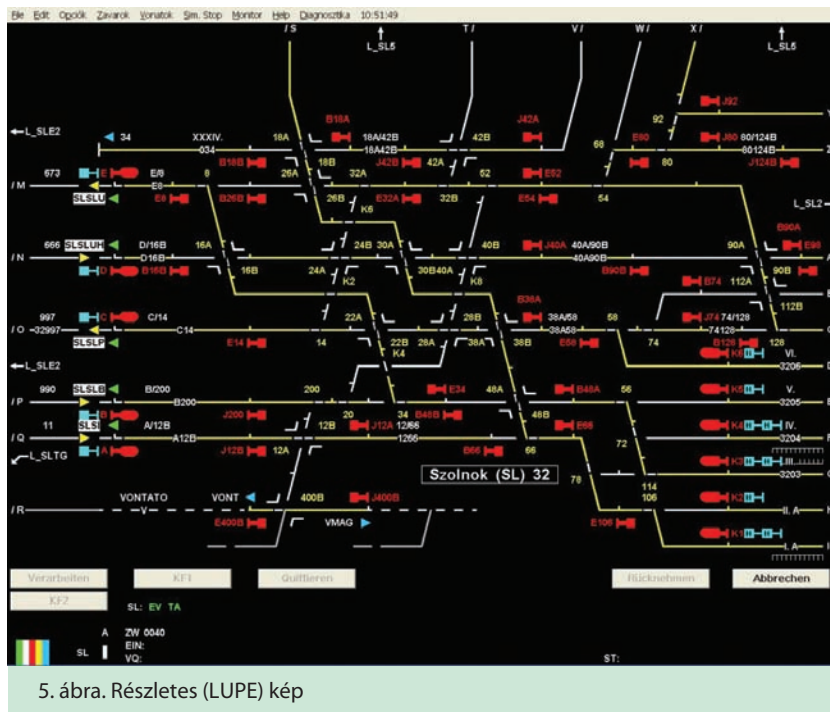 File Edit Opciók Zavarok Vonatok Sim. Stop Monitor Help Diagnosztika 10:51:49
/ S T / V / W / X /
L_SL5 L_SL5
J92
92
B18A J42A
L_SLE2 34 XXXIV. 18A 18A/42B 42B 68 E80 J80 80/124B
034 18A42B 80124B
B18B 18B J42B 42A 80 J124B
673 E E/8 8 26A 32A 52 E52
/ M E8
SLSLU E8 B26B 26B E32A 32B E54 54 L_SL2
K6
B90A
666 SLSLUH D/16B 16A 24B 30A 40B J40A 40A/90B 90A E90
/ N D16B 40A90B
D B16B 16B 24A 30B 40A B90B B74 112A 90B
K2 K8
112B
997 C C/14 22A 28B B38A 38A/58 58 J74 74/128
/ O 32997 C14 38A58 74128
SLSLP E14 14 22B 28A 38A 38B E58 74 B126 128
K4 K6 VI.
L_SLE2 3206
990 SLSLB B/200 200 E34 48A B48A 56 K5 V.
/ P B200 3205
B J200 20 34 B48B 48B
11 SLSI A/12B 12B J12A 12/66 E66 K4 IV.
/ Q A12B 1266 3204
A J12B 12A B66 66 72
L_SLTG K3 III.
Szolnok (SL) 32 3203
78 114
VONTATO VONT 400B J400B 106 K2
/ R V II. A
E400B VMAG E106
K1
I. A
Verarbeiten KF1 Quittieren Rücknehmen Abbrechen
KF2 SL: EV TA
A ZW 0040
EIN:
SL VQ: ST:
5. ábra. Részletes (LUPE) kép